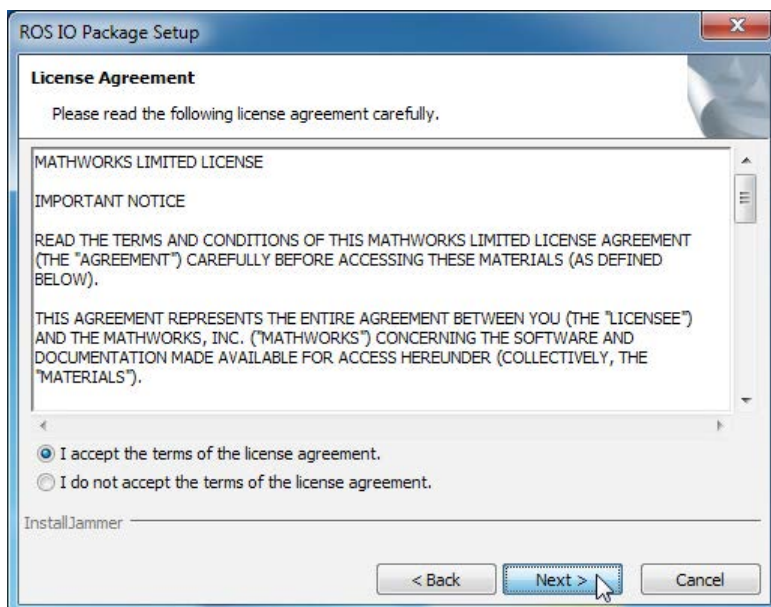 ROS IO Package Setup
License Agreement
Please read the following license agreement carefully.
MATHWORKS LIMITED LICENSE
IMPORTANT NOTICE
READ THE TERMS AND CONDITIONS OF THIS MATHWORKS LIMITED LICENSE AGREEMENT
(THE "AGREEMENT") CAREFULLY BEFORE ACCESSING THESE MATERIALS (AS DEFINED
BELOW).
THIS AGREEMENT REPRESENTS THE ENTIRE AGREEMENT BETWEEN YOU (THE "LICENSEE")
AND THE MATHWORKS, INC. ("MATHWORKS") CONCERNING THE SOFTWARE AND
DOCUMENTATION MADE AVAILABLE FOR ACCESS HEREUNDER (COLLECTIVELY, THE
"MATERIALS").
I accept the terms of the license agreement.
I do not accept the terms of the license agreement.
InstallJammer
< Back Next > Cancel